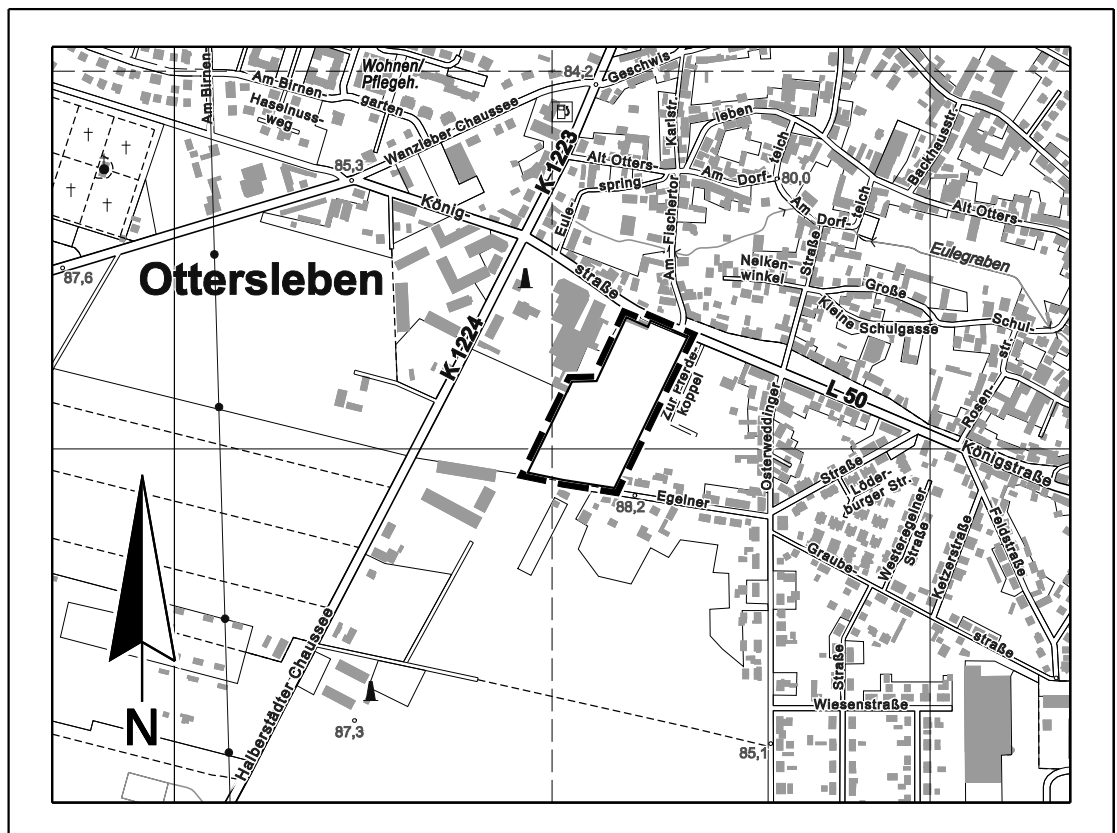 Wohnen/
Pflegeh.
84,2
Geschwis
Am-Birnen-
Am-Birnen-
garten
Haselnuss-
weg
Wanzleber Chaussee
Karlstr.
leben
teich
Backhausstr.
85,3
K-1223
Alt-Otters-
Am Dorf-
80,0
spring
Eule-
König-
straße
Am Fischertor
Am Dorf-
teich
Alt-Otters-
87,6
Ottersleben
Nelken-
winkel
Straße
Eulegraben
Große
Schul-
Kleine Schulgasse
str.
Rosen-
K-1224
Zur Pferde-
koppel
L 50
Osterweddinger
Königstraße
Straße
Löder-
burger Str.
Egelner
88,2
Westeregelner
Straße
Ketzerstraße
Feldstraße
Graube-
straße
Straße
Halberstädter Chaussee
Wiesenstraße
N
87,3
85,1